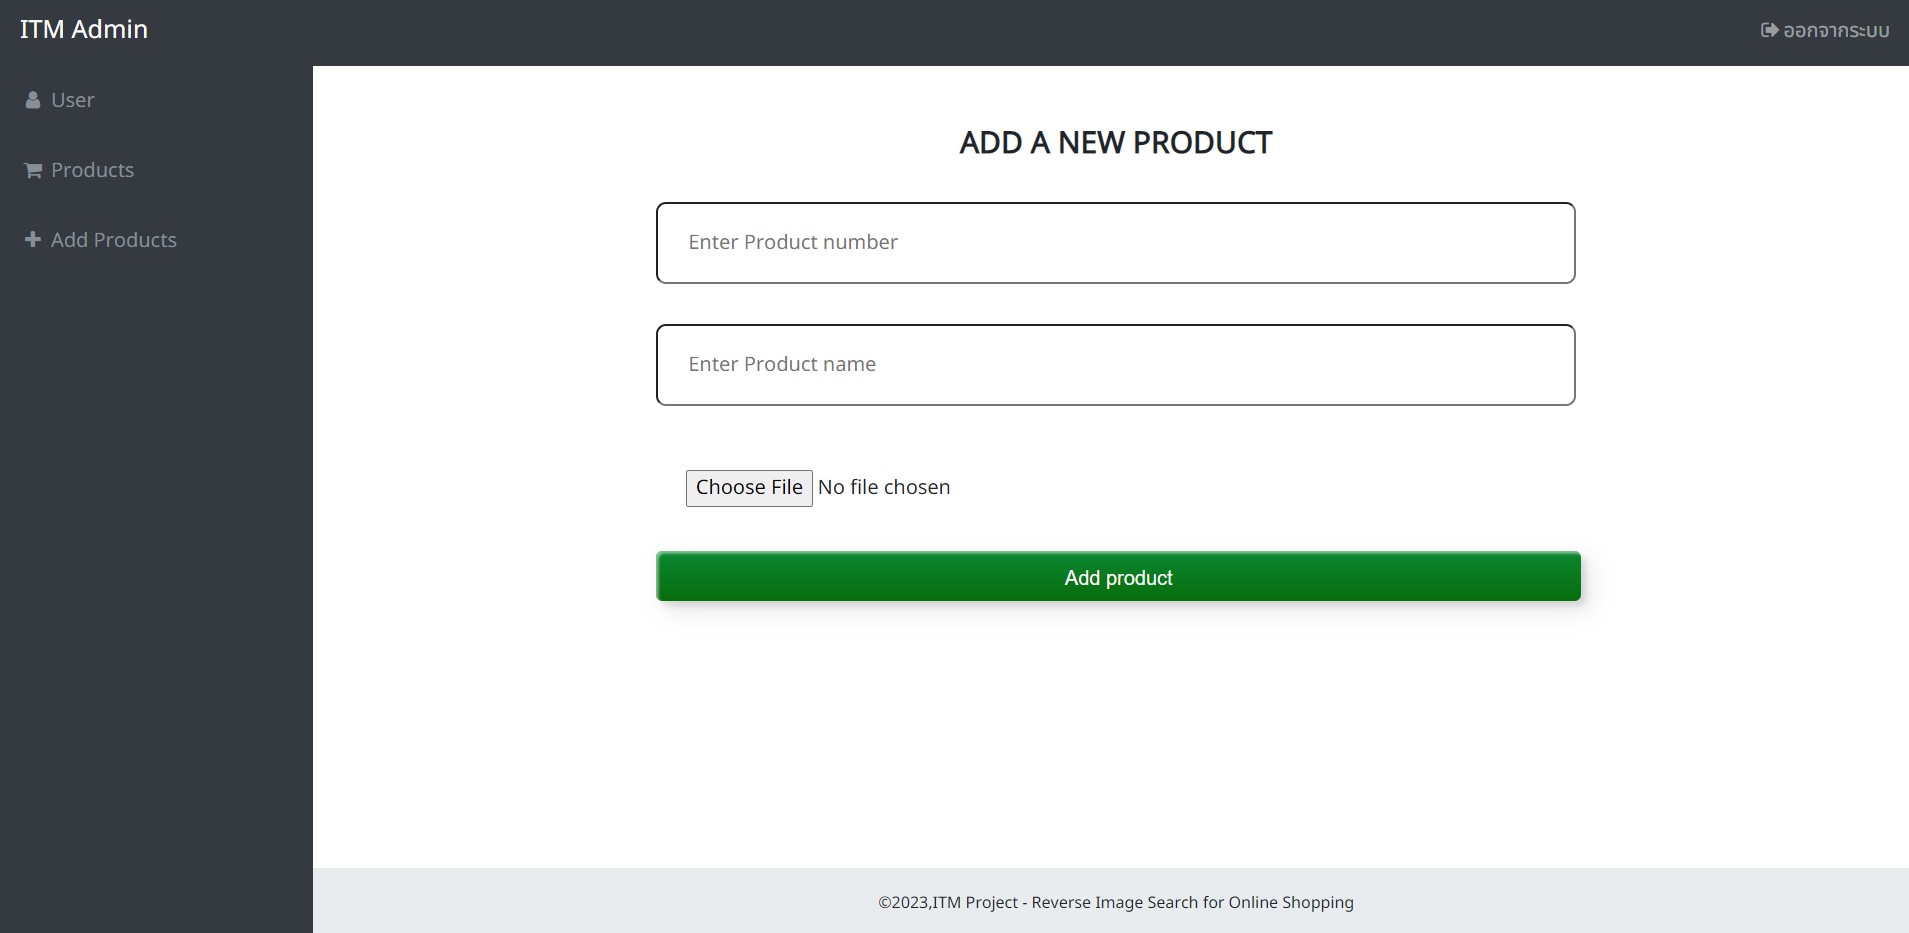 ITM Admin
ออกจากระบบ
User
Products
Add Products
ADD A NEW PRODUCT
Enter Product number
Enter Product name
Choose File No file chosen
Add product
©2023,ITM Project - Reverse Image Search for Online Shopping